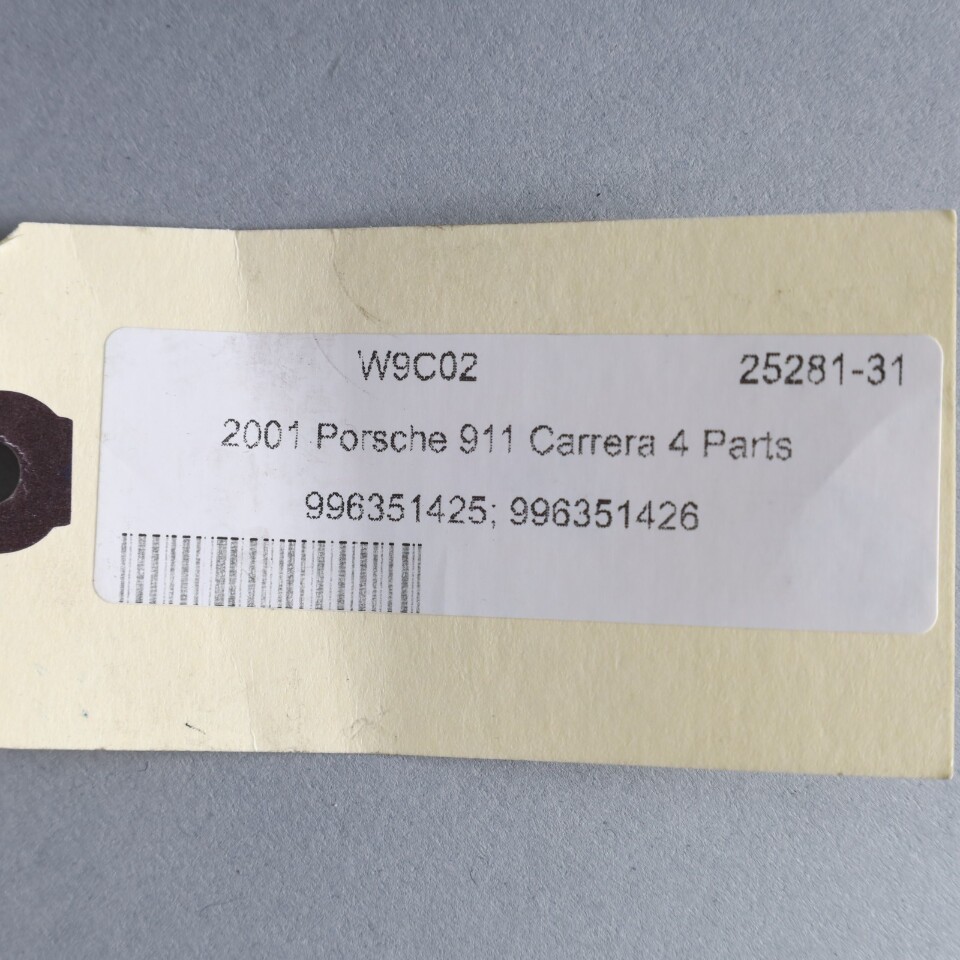 W9C02 25281-31
2001 Porsche 911 Carrera 4 Parts
996351425; 996351426